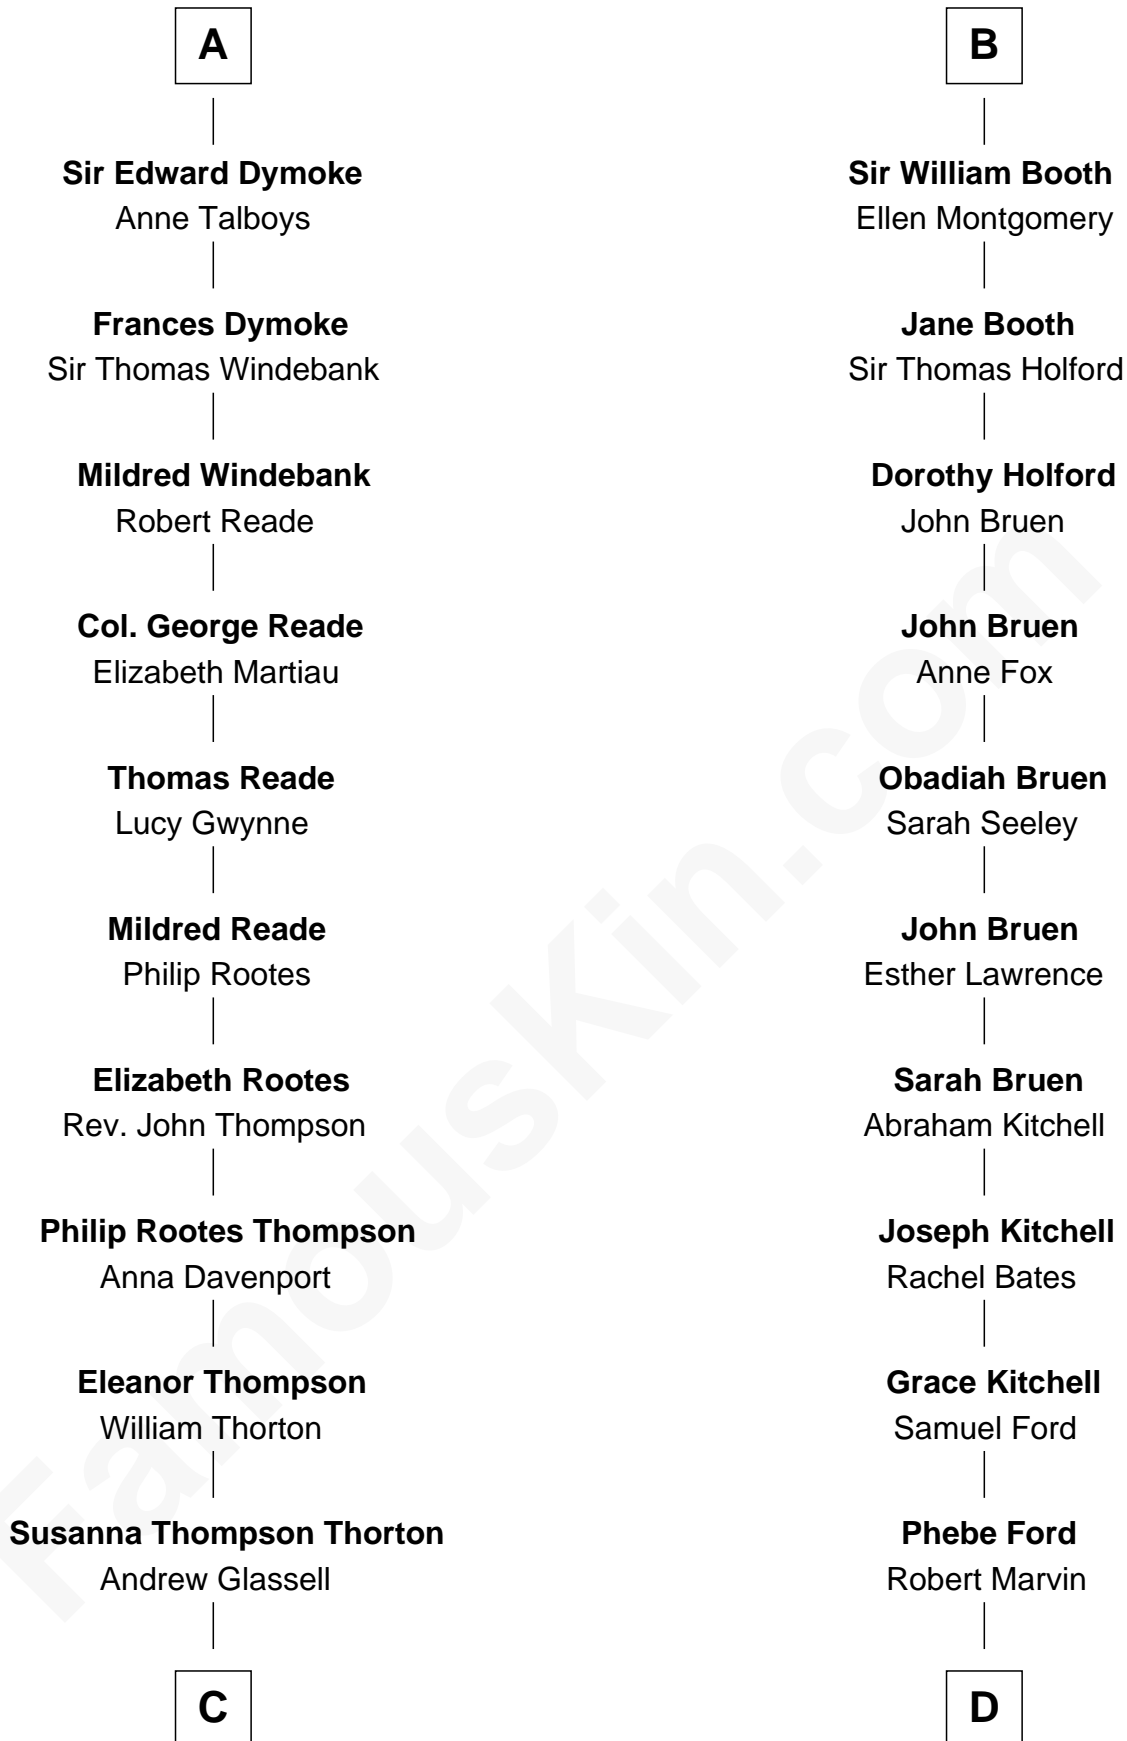 A
Sir Edward Dymoke
Anne Talboys
Frances Dymoke
Sir Thomas Windebank
Mildred Windebank
Robert Reade
Col. George Reade
Elizabeth Martiau
Thomas Reade
Lucy Gwynne
Mildred Reade
Philip Rootes
Elizabeth Rootes
Rev. John Thompson
Philip Rootes Thompson
Anna Davenport
Eleanor Thompson
William Thorton
Susanna Thompson Thorton
Andrew Glassell
C
B
Sir William Booth
Ellen Montgomery
Jane Booth
Sir Thomas Holford
Dorothy Holford
John Bruen
John Bruen
Anne Fox
Obadiah Bruen
Sarah Seeley
John Bruen
Esther Lawrence
Sarah Bruen
Abraham Kitchell
Joseph Kitchell
Rachel Bates
Grace Kitchell
Samuel Ford
Phebe Ford
Robert Marvin
D
FamousKin.com